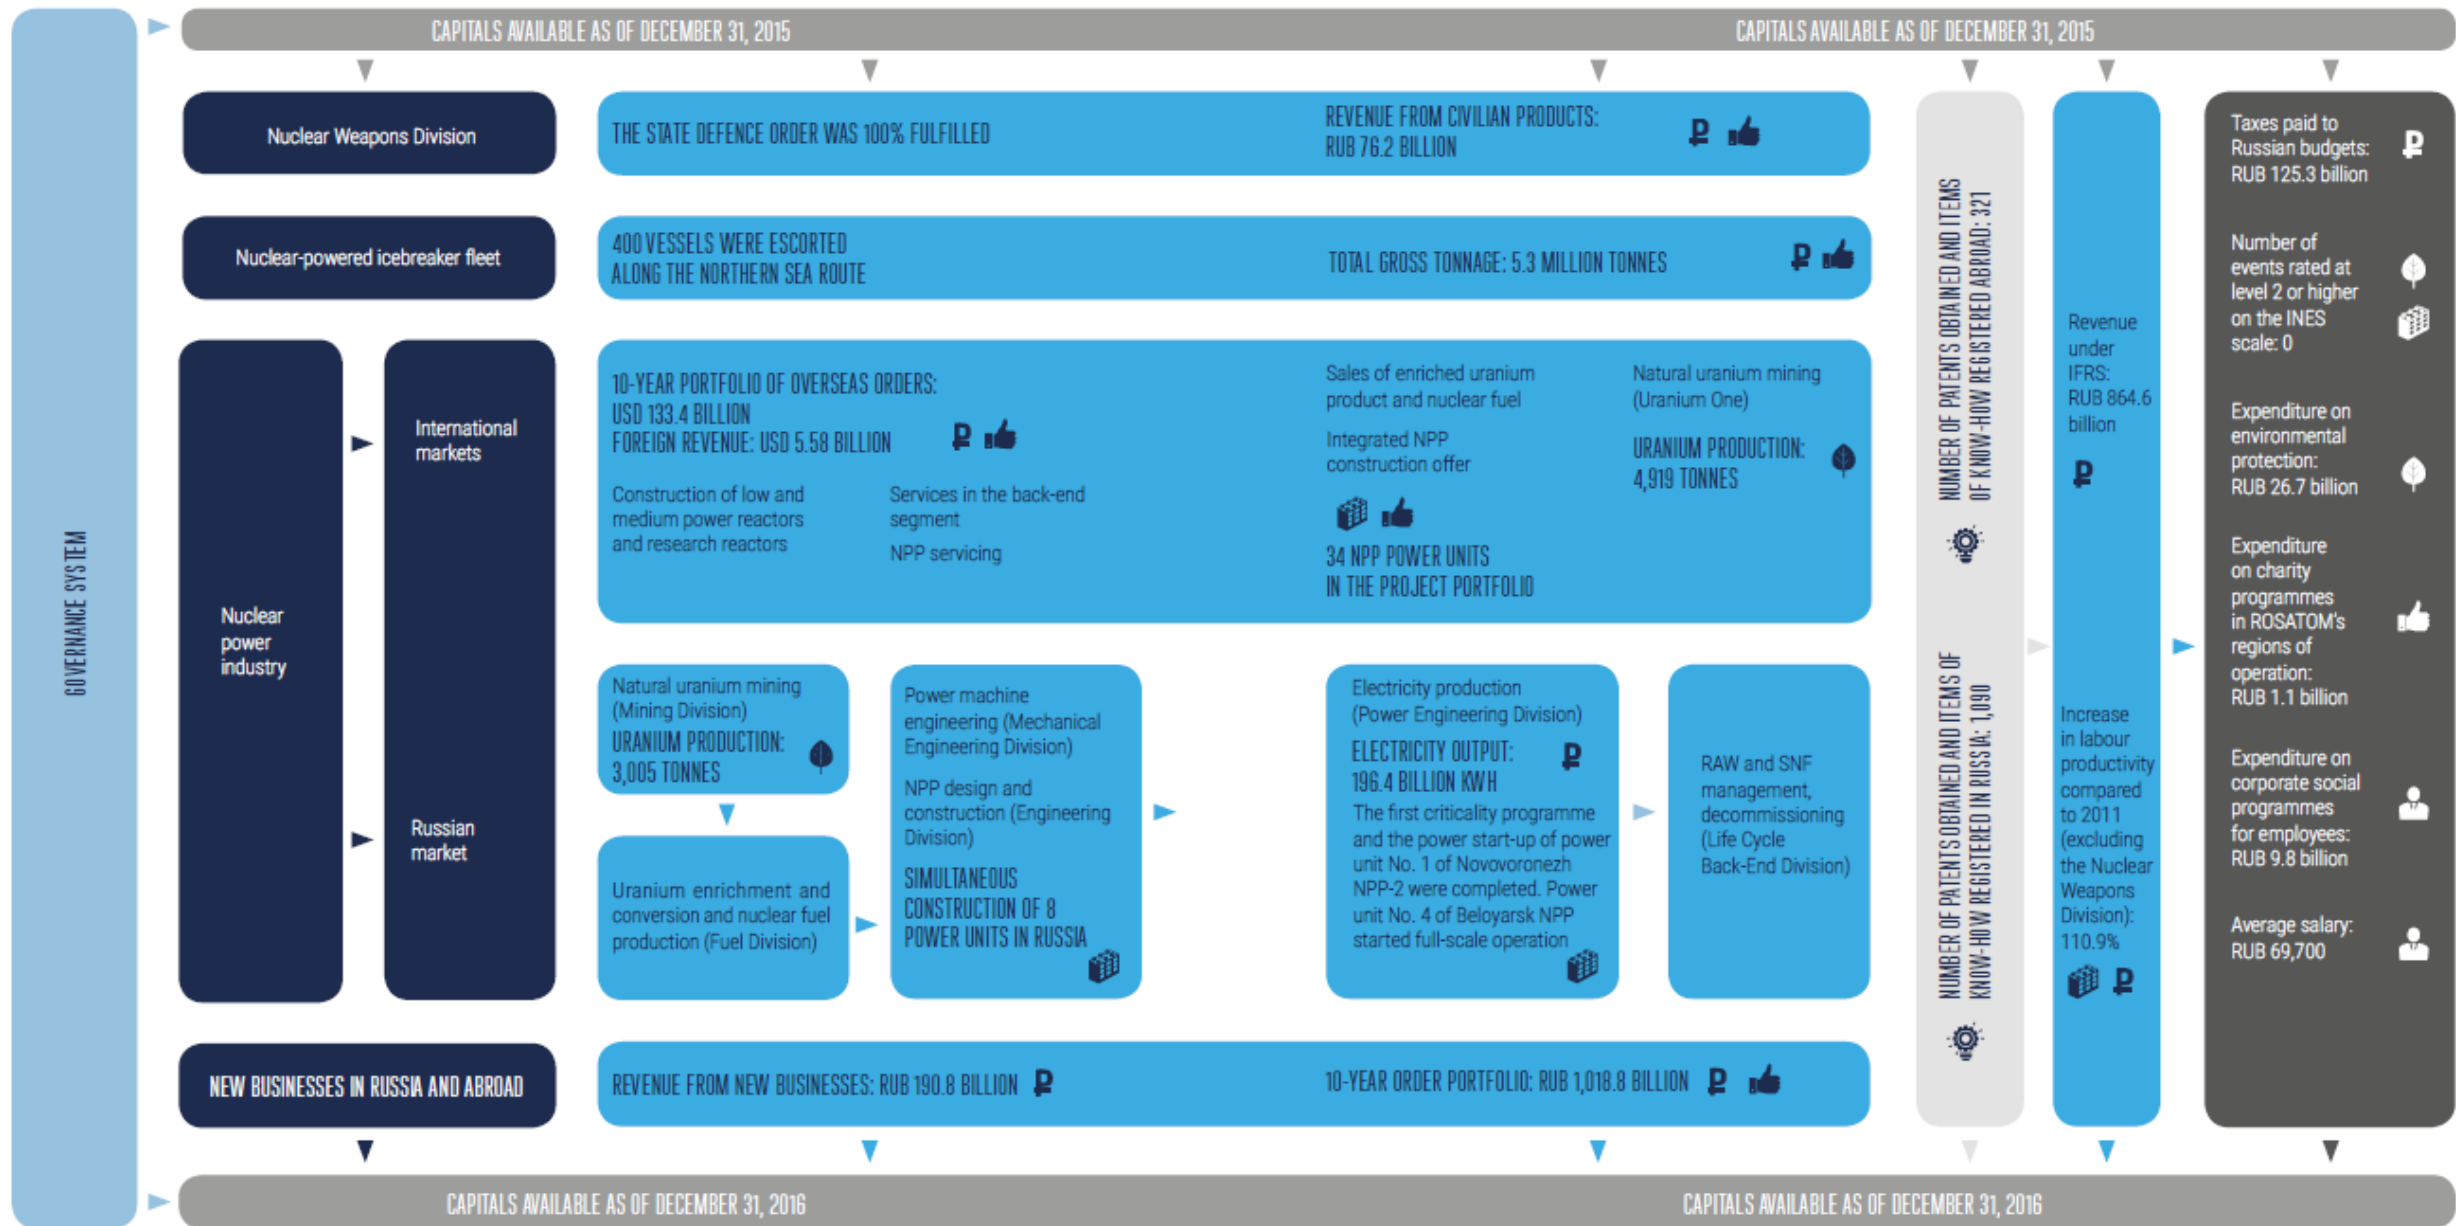 GOVERNANCE SYSTEM
CAPITALS AVAILABLE AS OF DECEMBER 31, 2015
CAPITALS AVAILABLE AS OF DECEMBER 31, 2015
Nuclear Weapons Division
THE STATE DEFENCE ORDER WAS 100% FULFILLED
REVENUE FROM CIVILIAN PRODUCTS:
RUB 76.2 BILLION
Nuclear-powered icebreaker fleet
400 VESSELS WERE ESCORTED
ALONG THE NORTHERN SEA ROUTE
TOTAL GROSS TONNAGE: 5.3 MILLION TONNES
Nuclear
power
industry
International
markets
10-YEAR PORTFOLIO OF OVERSEAS ORDERS:
USD 133.4 BILLION
FOREIGN REVENUE: USD 5.58 BILLION
Construction of low and
medium power reactors
and research reactors
Services in the back-end
segment
NPP servicing
Sales of enriched uranium
product and nuclear fuel
Integrated NPP
construction offer
34 NPP POWER UNITS
IN THE PROJECT PORTFOLIO
Natural uranium mining
(Uranium One)
URANIUM PRODUCTION:
4,919 TONNES
Russian
market
Natural uranium mining
(Mining Division)
URANIUM PRODUCTION:
3,005 TONNES
Uranium enrichment and
conversion and nuclear fuel
production (Fuel Division)
Power machine
engineering (Mechanical
Engineering Division)
NPP design and
construction (Engineering
Division)
SIMULTANEOUS
CONSTRUCTION OF 8
POWER UNITS IN RUSSIA
Electricity production
(Power Engineering Division)
ELECTRICITY OUTPUT:
196.4 BILLION KWH
The first criticality programme
and the power start-up of power
unit No. 1 of Novovoronezh
NPP-2 were completed. Power
unit No. 4 of Beloyarsk NPP
started full-scale operation
RAW and SNF
management,
decommissioning
(Life Cycle
Back-End Division)
NEW BUSINESSES IN RUSSIA AND ABROAD
REVENUE FROM NEW BUSINESSES: RUB 190.8 BILLION
10-YEAR ORDER PORTFOLIO: RUB 1,018.8 BILLION
NUMBER OF PATENTS OBTAINED AND ITEMS
OF KNOW-HOW REGISTERED ABROAD: 321
NUMBER OF PATENTS OBTAINED AND ITEMS OF
KNOW-HOW REGISTERED IN RUSSIA: 1,090
Revenue
under
IFRS:
RUB 864.6
billion
Increase
in labour
productivity
compared
to 2011
(excluding
the Nuclear
Weapons
Division):
110.9%
Taxes paid to
Russian budgets:
RUB 125.3 billion
Number of
events rated at
level 2 or higher
on the INES
scale: 0
Expenditure on
environmental
protection:
RUB 26.7 billion
Expenditure
on charity
programmes
in ROSATOM's
regions of
operation:
RUB 1.1 billion
Expenditure on
corporate social
programmes
for employees:
RUB 9.8 billion
Average salary:
RUB 69,700
CAPITALS AVAILABLE AS OF DECEMBER 31, 2016
CAPITALS AVAILABLE AS OF DECEMBER 31, 2016